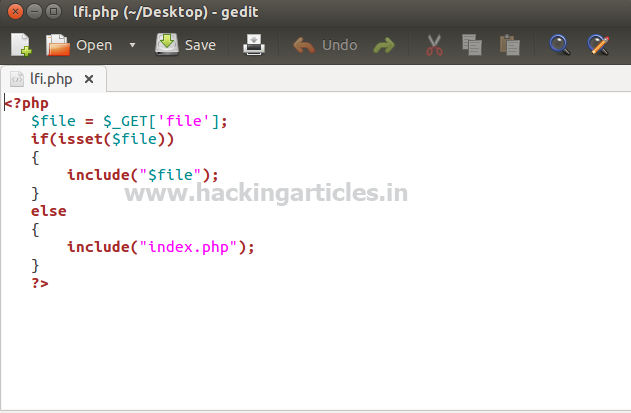 lfi.php (~/Desktop) - gedit
Open Save Undo
lfi.php
<?php
$file = $_GET['file'];
if(isset($file))
{
include("$file");
}
www.hackingarticles.in
else
{
include("index.php");
}
?>